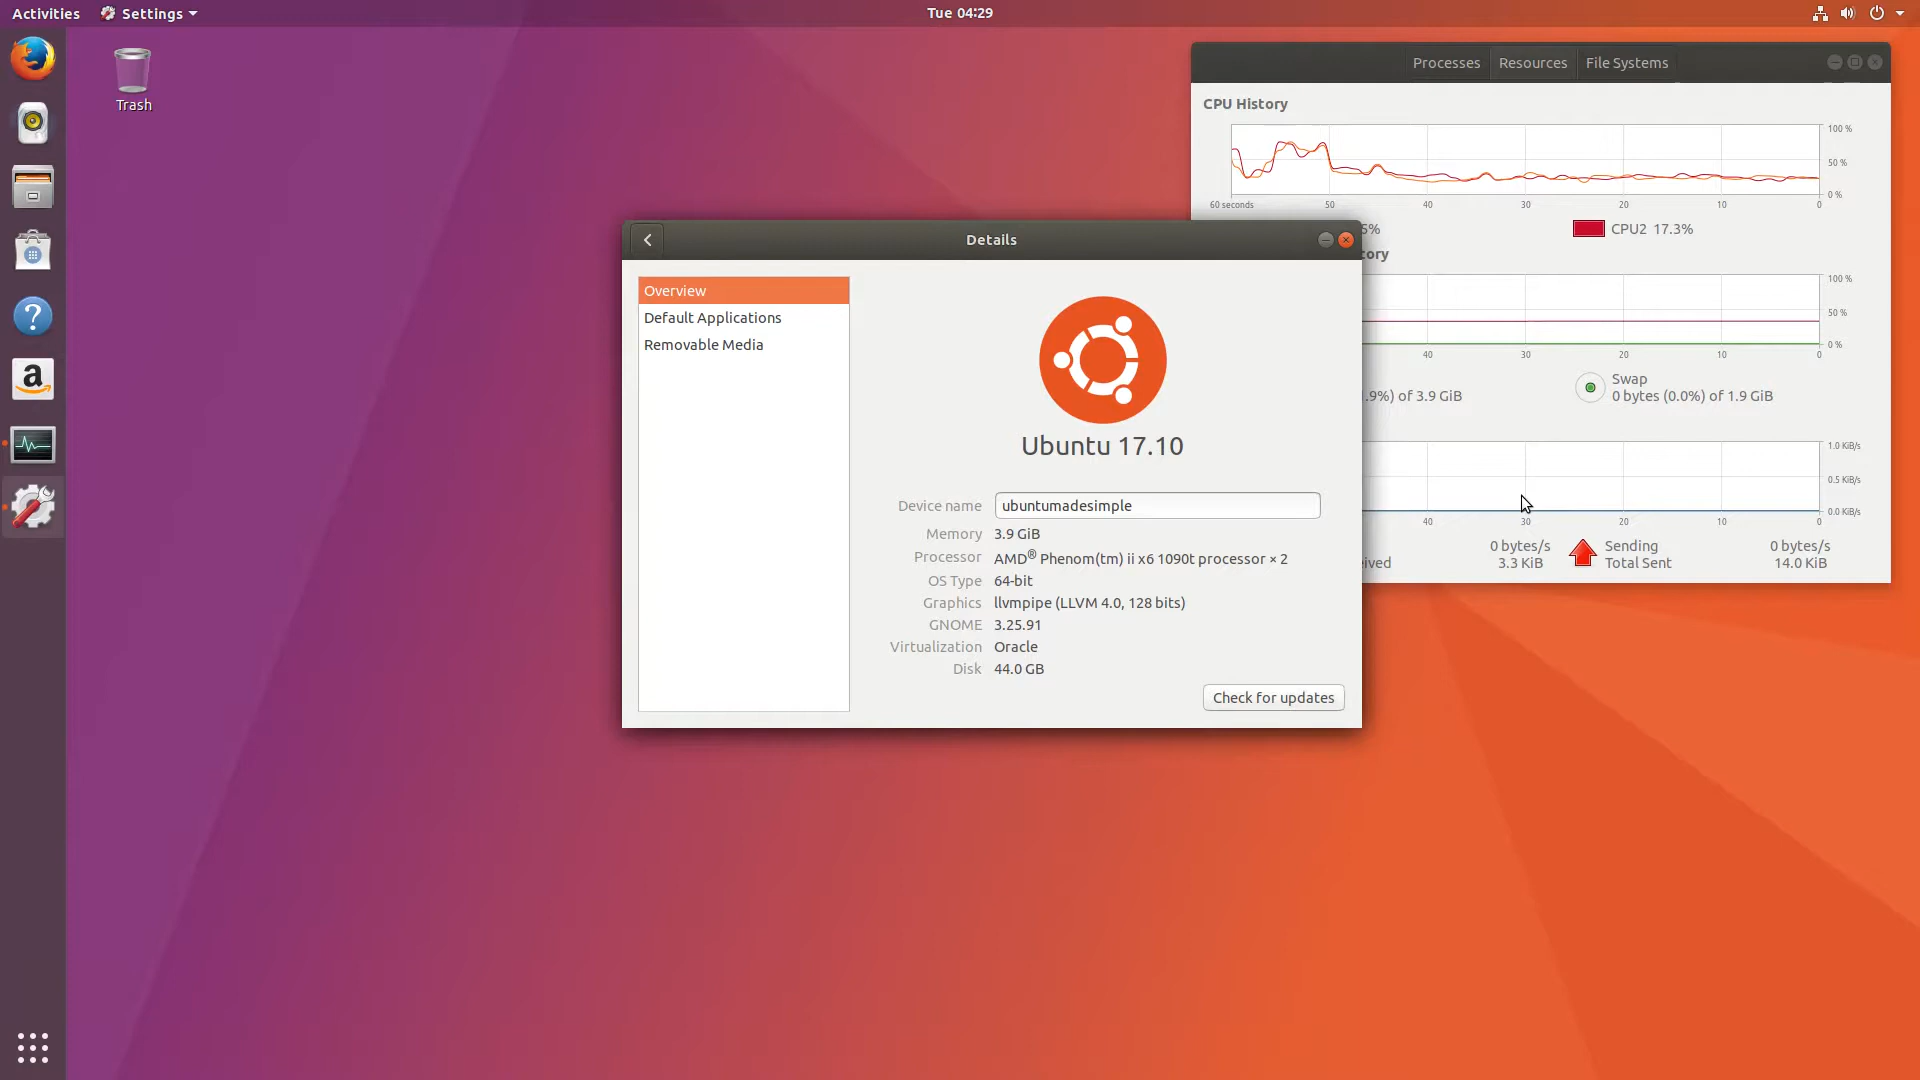 Activities
Settings
Tue 04:29
Trash
Processes
Resources
File Systems
CPU History
100 %
50 %
0 %
60 seconds
50
40
30
20
10
0
5%
CPU2 17.3%
tory
100 %
50 %
0 %
40
30
20
10
0
.9%) of 3.9 GiB
Swap
0 bytes (0.0%) of 1.9 GiB
1.0 KiB/s
0.5 KiB/s
0.0 KiB/s
40
30
20
10
0
eived
0 bytes/s
3.3 KiB
Sending
Total Sent
0 bytes/s
14.0 KiB
Details
Overview
Default Applications
Removable Media
Ubuntu 17.10
Device name ubuntumadesimple
Memory 3.9 GiB
Processor AMD® Phenom(tm) ii x6 1090t processor × 2
OS Type 64-bit
Graphics llvmpipe (LLVM 4.0, 128 bits)
GNOME 3.25.91
Virtualization Oracle
Disk 44.0 GB
Check for updates